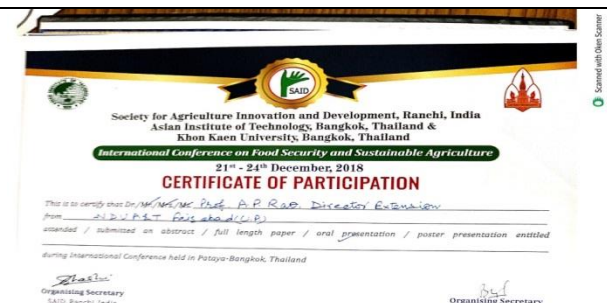 SAID
Society for Agriculture Innovation and Development, Ranchi, India
Asian Institute of Technology, Bangkok, Thailand &
Khon Kaen University, Bangkok, Thailand
International Conference on Food Security and Sustainable Agriculture
21st - 24th December, 2018
CERTIFICATE OF PARTICIPATION
This is to certify that Dr/Mr/Mrs/Ms. Prof. A.P. Rao, Director Extension
from NDUA&T Faizabad (U.P.)
attended / submitted an abstract / full length paper / oral presentation / poster presentation entitled
during International Conference held in Pataya-Bangkok, Thailand
Organising Secretary
SAID, Ranchi, India
Organising Secretary
Scanned with Oken Scanner